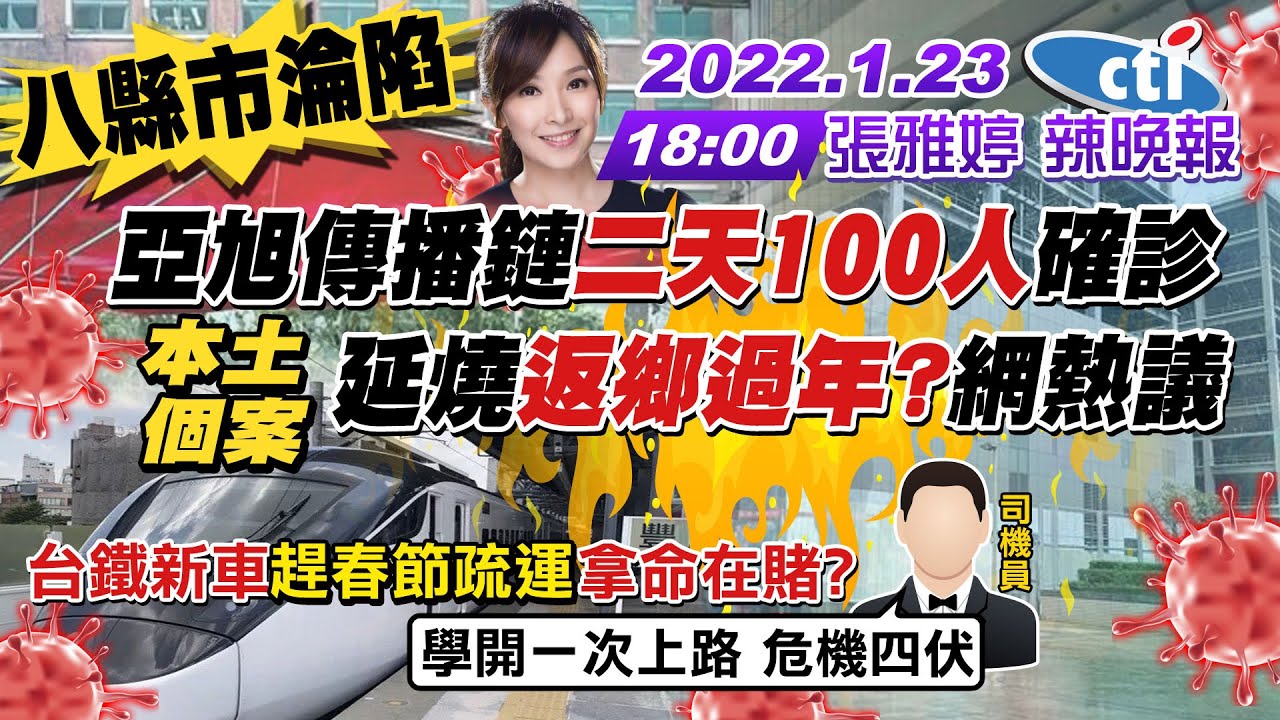 八縣市淪陷
2022.1.23
cti
18:00 張雅婷 辣晚報
亞旭傳播鏈二天100人確診
本土個案
延燒返鄉過年?網熱議
司機員
台鐵新車趕春節疏運拿命在賭?
學開一次上路 危機四伏